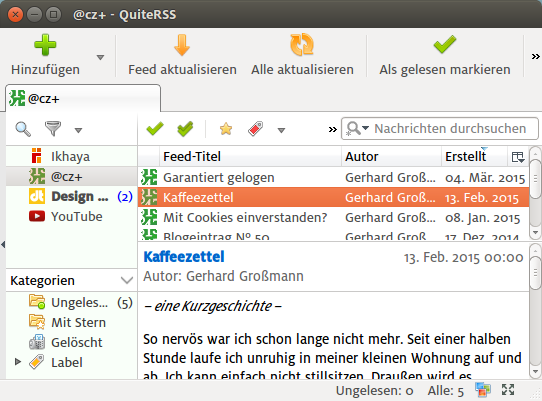 @cz+ - QuiteRSS
Hinzufügen Feed aktualisieren Alle aktualisieren Als gelesen markieren »
@cz+
» Nachrichten durchsuchen
Feed-Titel Autor Erstellt
Ikhaya
@cz+
Design ... (2)
YouTube
Garantiert gelogen Gerhard Groß... 04. Mär. 2015
Kaffeezettel Gerhard Groß... 13. Feb. 2015
Mit Cookies einverstanden? Gerhard Groß... 08. Jan. 2015
Blogeintrag Nº 50 Gerhard Groß... 17. Dez. 2014
Kategorien
Ungeles... (5)
Mit Stern
Gelöscht
Label
Kaffeezettel 13. Feb. 2015 00:00
Autor: Gerhard Großmann
– eine Kurzgeschichte –
So nervös war ich schon lange nicht mehr. Seit einer halben
Stunde laufe ich unruhig in meiner kleinen Wohnung auf und
ab. Ich kann einfach nicht stillsitzen. Draußen wird es
Ungelesen: 0 Alle: 5